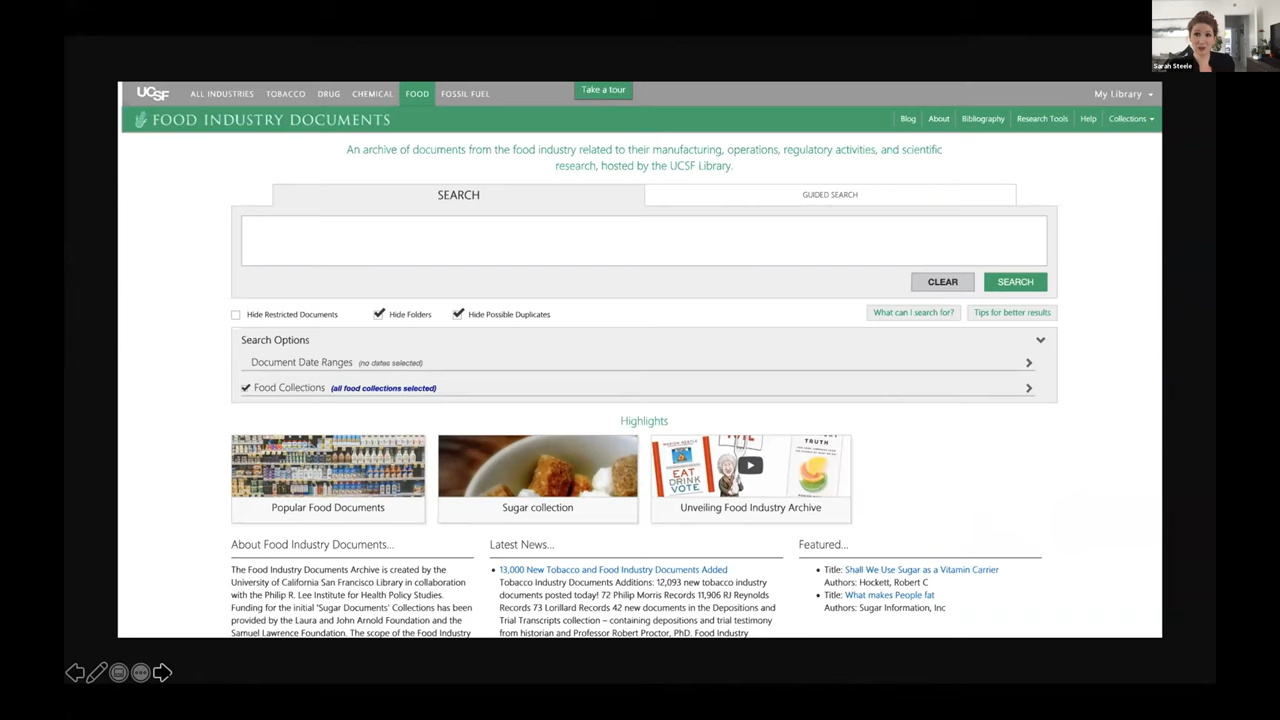 Sarah Steele
UCSF
ALL INDUSTRIES TOBACCO DRUG CHEMICAL FOOD FOSSIL FUEL
Take a tour
My Library
FOOD INDUSTRY DOCUMENTS
Blog About Bibliography Research Tools Help Collections
An archive of documents from the food industry related to their manufacturing, operations, regulatory activities, and scientific
research, hosted by the UCSF Library.
SEARCH
GUIDED SEARCH
CLEAR
SEARCH
Hide Restricted Documents
Hide Folders
Hide Possible Duplicates
What can I search for?
Tips for better results
Search Options
Document Date Ranges (no dates selected)
Food Collections (all food collections selected)
Highlights
MARION NESTLE
EAT
DRINK
VOTE
TRUTH
Popular Food Documents
Sugar collection
Unveiling Food Industry Archive
About Food Industry Documents...
The Food Industry Documents Archive is created by the
University of California San Francisco Library in collaboration
with the Philip R. Lee Institute for Health Policy Studies.
Funding for the initial 'Sugar Documents' Collections has been
provided by the Laura and John Arnold Foundation and the
Samuel Lawrence Foundation. The scope of the Food Industry
Latest News...
13,000 New Tobacco and Food Industry Documents Added
Tobacco Industry Documents Additions: 12,093 new tobacco industry
documents posted today! 72 Philip Morris Records 11,906 RJ Reynolds
Records 73 Lorillard Records 42 new documents in the Depositions and
Trial Transcripts collection – containing depositions and trial testimony
from historian and Professor Robert Proctor, PhD. Food Industry
Featured...
Title: Shall We Use Sugar as a Vitamin Carrier
Authors: Hockett, Robert C
Title: What makes People fat
Authors: Sugar Information, Inc